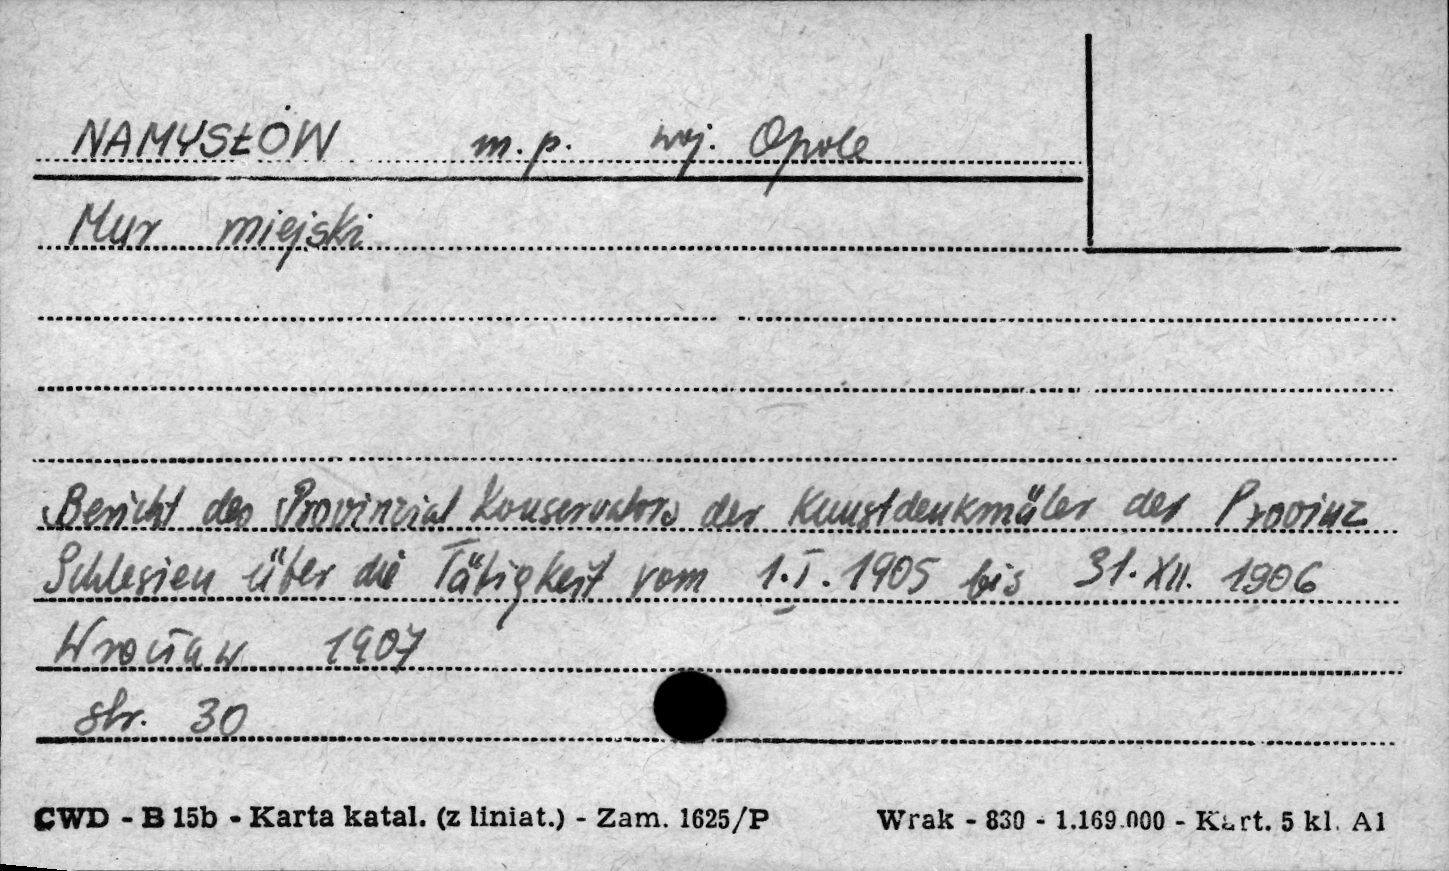 NAMYSŁÓW m.p. woj. Opole
Mur miejski
Bericht des Provinzial Konservators der Kunstdenkmäler der Provinz
Schlesien über die Tätigkeit vom 1.I.1905 bis 31.XII.1906
Wrocław 1907
str. 30
CWD - B 15b - Karta katal. (z liniat.) - Zam. 1625/P Wrak - 830 - 1.169.000 - Kart. 5 kl. A1